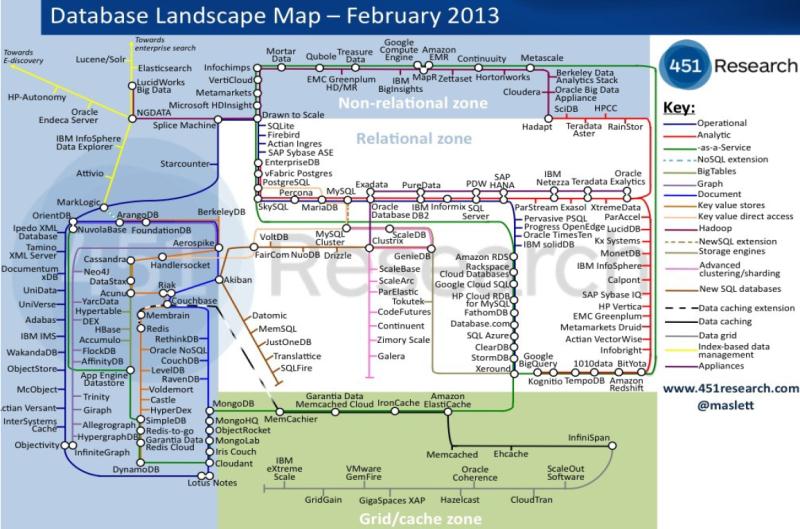 Database Landscape Map – February 2013
Towards
E-discovery
Towards
enterprise search
Lucene/Solr
Elasticsearch
LucidWorks
Big Data
HP-Autonomy
Oracle
Endeca Server
NGDATA
IBM InfoSphere
Data Explorer
Attivio
MarkLogic
Infochimps
VertiCloud
Metamarkets
Microsoft HDInsight
Splice Machine
Drawn to Scale
Mortar
Data
Qubole
Treasure
Data
Google
Compute
Engine
Amazon
EMR
Continuuity
Metascale
EMC Greenplum
HD/MR
IBM
BigInsights
MapR
Zettaset
Hortonworks
Cloudera
Berkeley Data
Analytics Stack
Oracle Big Data
Appliance
Non-relational zone
Relational zone
Hadapt
SciDB
HPCC
Teradata
Aster
RainStor
SQLite
Firebird
Actian Ingres
SAP Sybase ASE
EnterpriseDB
vFabric Postgres
PostgreSQL
Percona
SkySQL
MariaDB
MySQL
Starcounter
Exadata
PureData
PDW
SAP
HANA
IBM
Netezza
Teradata
Oracle
Exalytics
Oracle
Database
IBM
DB2
Informix
SQL
Server
ParStream
Exasol
XtremeData
Pervasive PSQL
Progress OpenEdge
Oracle TimesTen
IBM solidDB
ParAccel
LucidDB
Kx Systems
MonetDB
IBM InfoSphere
Calpont
SAP Sybase IQ
HP Vertica
EMC Greenplum
Metamarkets Druid
Actian VectorWise
Infobright
OrientDB
NuvolaBase
ArangoDB
FoundationDB
BerkeleyDB
Aerospike
Ipedo XML
Database
Tamino
XML Server
Documentum
xDB
UniData
UniVerse
Adabas
IBM IMS
WakandaDB
ObjectStore
McObject
ctian Versant
InterSystems
Cache
Objectivity
Cassandra
Neo4J
DataStax
Acunu
YarcData
Hypertable
DEX
HBase
Accumulo
FlockDB
AffinityDB
App Engine
Datastore
Trinity
Giraph
Allegrograph
HypergraphDB
InfiniteGraph
DynamoDB
Handlersocket
Riak
Couchbase
Akiban
Membrain
Redis
RethinkDB
Oracle NoSQL
CouchDB
LevelDB
RavenDB
Voldemort
Castle
HyperDex
SimpleDB
Redis-to-go
Garantia Data
Redis Cloud
MongoDB
MongoHQ
ObjectRocket
MongoLab
Iris Couch
Cloudant
Lotus Notes
VoltDB
FairCom
NuoDB
MySQL
Cluster
Drizzle
Clustrix
ScaleDB
GenieDB
ScaleBase
ScaleArc
ParElastic
Tokutek
CodeFutures
Continuent
Zimory Scale
Galera
Datomic
MemSQL
JustOneDB
Translattice
SQLFire
Amazon RDS
Rackspace
Cloud Databases
Google Cloud SQL
HP Cloud RDB
for MySQL
FathomDB
Database.com
SQL Azure
ClearDB
StormDB
Xeround
Google
BigQuery
Kognitio
TempoDB
1010data
BitYota
Amazon
Redshift
MemCachier
Garantia Data
Memcached Cloud
IronCache
Amazon
ElastiCache
Memcached
Ehcache
InfiniSpan
IBM
eXtreme
Scale
VMware
GemFire
Oracle
Coherence
ScaleOut
Software
GridGain
GigaSpaces XAP
Hazelcast
CloudTran
Grid/cache zone
451 Research
Key:
Operational
Analytic
-as-a-Service
NoSQL extension
BigTables
Graph
Document
Key value stores
Key value direct access
Hadoop
NewSQL extension
Storage engines
Advanced
clustering/sharding
New SQL databases
Data caching extension
Data caching
Data grid
Index-based data
management
Appliances
www.451research.com
@maslett
Research